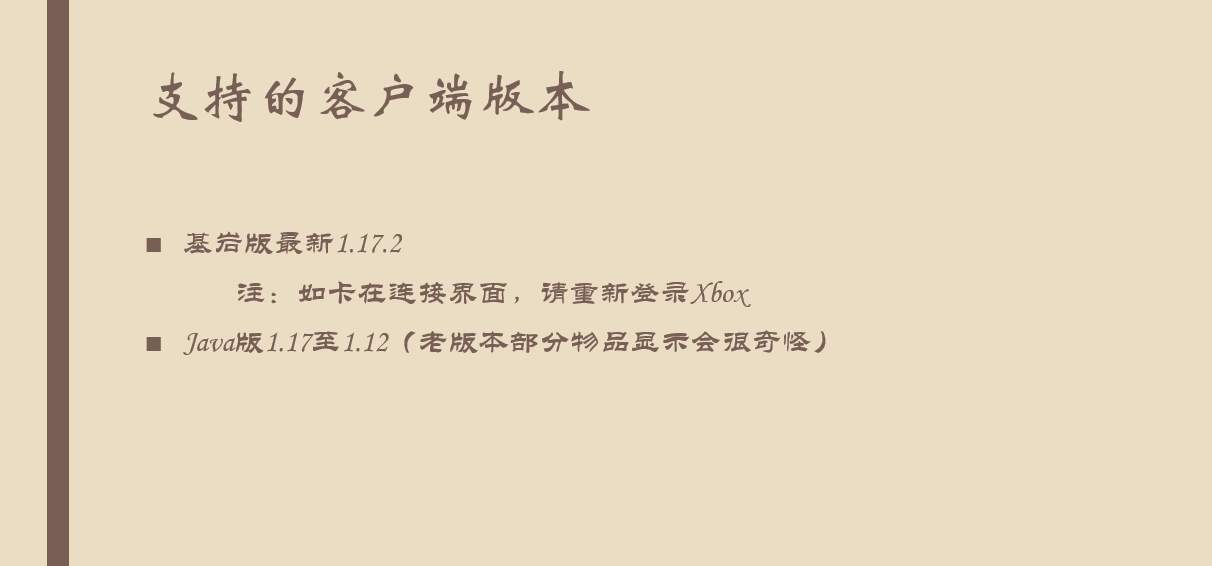 支持的客户端版本
■ 基岩版最新1.17.2
注：如卡在连接界面，请重新登录Xbox
■ Java版1.17至1.12（老版本部分物品显示会很奇怪）